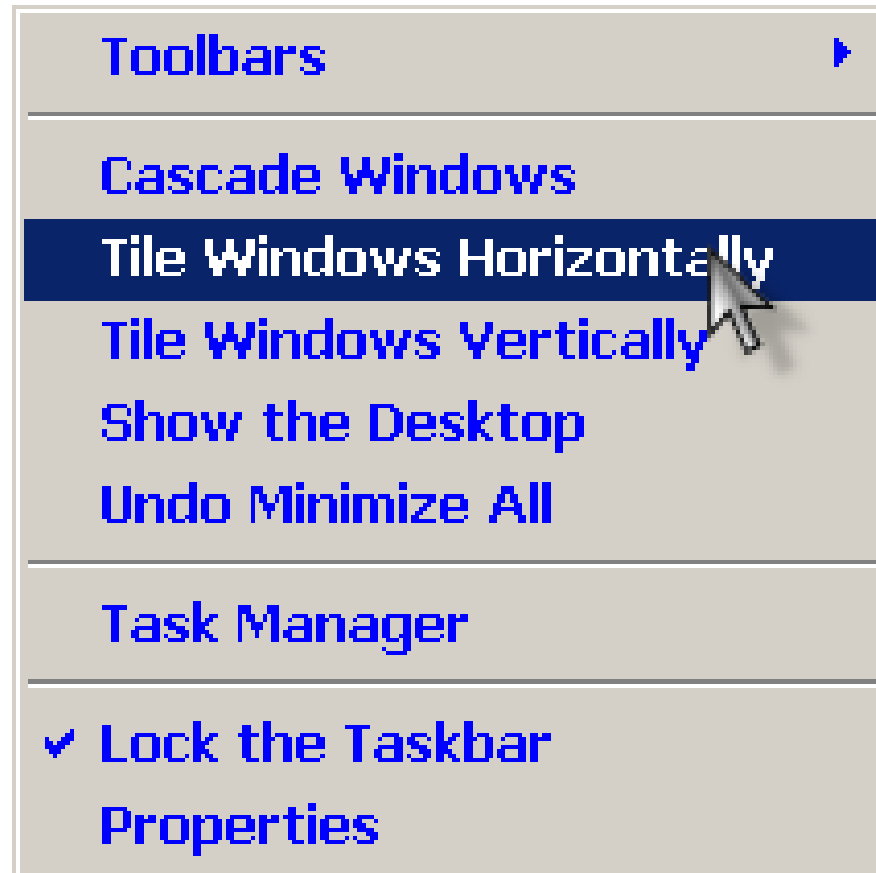 Toolbars
Cascade Windows
Tile Windows Horizontally
Tile Windows Vertically
Show the Desktop
Undo Minimize All
Task Manager
Lock the Taskbar
Properties